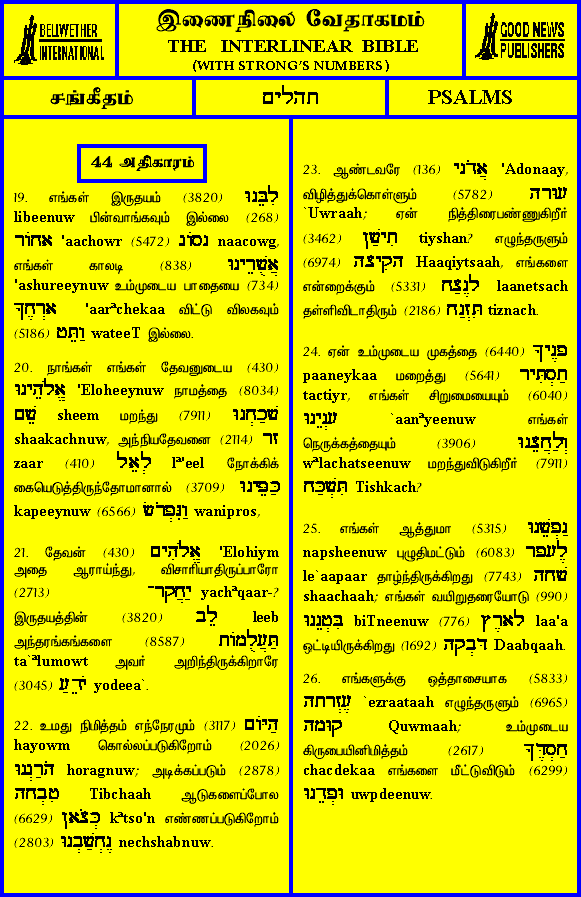 BELLWETHER
INTERNATIONAL
இணைநிலை வேதாகமம்
THE INTERLINEAR BIBLE
(WITH STRONG'S NUMBERS)
GOOD NEWS
PUBLISHERS
சங்கீதம்
תהלים
PSALMS
44 அதிகாரம்
19. எங்கள் இருதயம் (3820) לִבֵּנוּ
libeenuw பின்வாங்கவும் இல்லை (268)
אָחוֹר 'aachowr (5472) נָסוֹג naacowg,
எங்கள் காலடி (838) אֲשֻׁרֵינוּ
'ashureeynuw உம்முடைய பாதையை (734)
אָרְחֶךָ 'aarªchekaa விட்டு விலகவும்
(5186) וַתֵּט wateeT இல்லை.
20. நாங்கள் எங்கள் தேவனுடைய (430)
אֱלֹהֵינוּ 'Eloheeynuw நாமத்தை (8034)
שֵׁם sheem மறந்து (7911) שָׁכַחְנוּ
shaakachnuw, அந்நியதேவனை (2114) זָר
zaar (410) לְאֵל lª'eel நோக்கிக்
கையெடுத்திருந்தோமானால் (3709) כַּפֵּינוּ
kapeeynuw (6566) וַנִּפְרֹשׂ wanipros,
21. தேவன் (430) אֱלֹהִים 'Elohiym
அதை ஆராய்ந்து, விசாரியாதிருப்பாரோ
(2713) יַחֲקָר־ yachªqaar-?
இருதயத்தின் (3820) לֵב leeb
அந்தரங்கங்களை (8587) תַּעֲלֻמוֹת
ta`ªlumowt அவர் அறிந்திருக்கிறாரே
(3045) יֹדֵעַ yodeea`.
22. உமது நிமித்தம் எந்நேரமும் (3117) הַיּוֹם
hayowm கொல்லப்படுகிறோம் (2026)
הֹרַגְנוּ horagnuw; அடிக்கப்படும் (2878)
טִבְחָה Tibchaah ஆடுகளைப்போல
(6629) כְּצֹאן kªtso'n எண்ணப்படுகிறோம்
(2803) נֶחְשַׁבְנוּ nechshabnuw.
23. ஆண்டவரே (136) אֲדֹנָי 'Adonaay,
விழித்துக்கொள்ளும் (5782) עוּרָה
`Uwraah; ஏன் நித்திரைபண்ணுகிறீர்
(3462) תִישַׁן tiyshan? எழுந்தருளும்
(6974) הָקִיצָה Haaqiytsaah, எங்களை
என்றைக்கும் (5331) לָנֶצַח laanetsach
தள்ளிவிடாதிரும் (2186) תִּזְנַח tiznach.
24. ஏன் உம்முடைய முகத்தை (6440) פָנֶיךָ
paaneykaa மறைத்து (5641) תַסְתִּיר
tactiyr, எங்கள் சிறுமையையும் (6040)
עָנְיֵנוּ `aanªyeenuw எங்கள்
நெருக்கத்தையும் (3906) וְלַחֲצֵנוּ
wªlachatseenuw மறந்துவிடுகிறீர் (7911)
תִּשְׁכַּח Tishkach?
25. எங்கள் ஆத்துமா (5315) נַפְשֵׁנוּ
napsheenuw புழுதிமட்டும் (6083) לֶעָפָר
le`aapaar தாழ்ந்திருக்கிறது (7743) שָׁחָה
shaachaah; எங்கள் வயிறுதரையோடு (990)
בִּטְנֵנוּ biTneenuw (776) לָאָרֶץ laa'a
ஒட்டியிருக்கிறது (1692) דָּבְקָה Daabqaah.
26. எங்களுக்கு ஒத்தாசையாக (5833)
עֶזְרָתָה `ezraataah எழுந்தருளும் (6965)
קוּמָה Quwmaah; உம்முடைய
கிருபையினிமித்தம் (2617) חַסְדֶּךָ
chacdekaa எங்களை மீட்டுவிடும் (6299)
וּפְדֵנוּ uwpdeenuw.